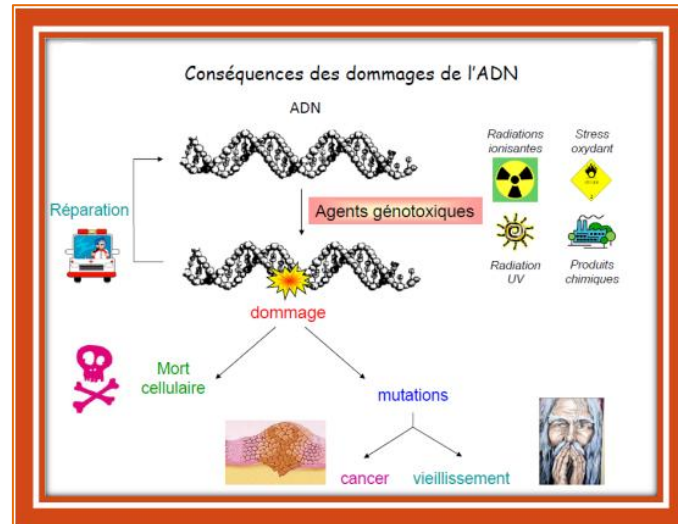 Conséquences des dommages de l'ADN
ADN
Radiations
ionisantes
Stress
oxydant
Réparation
Agents génotoxiques
Radiation
UV
Produits
chimiques
dommage
Mort
cellulaire
mutations
cancer
vieillissement